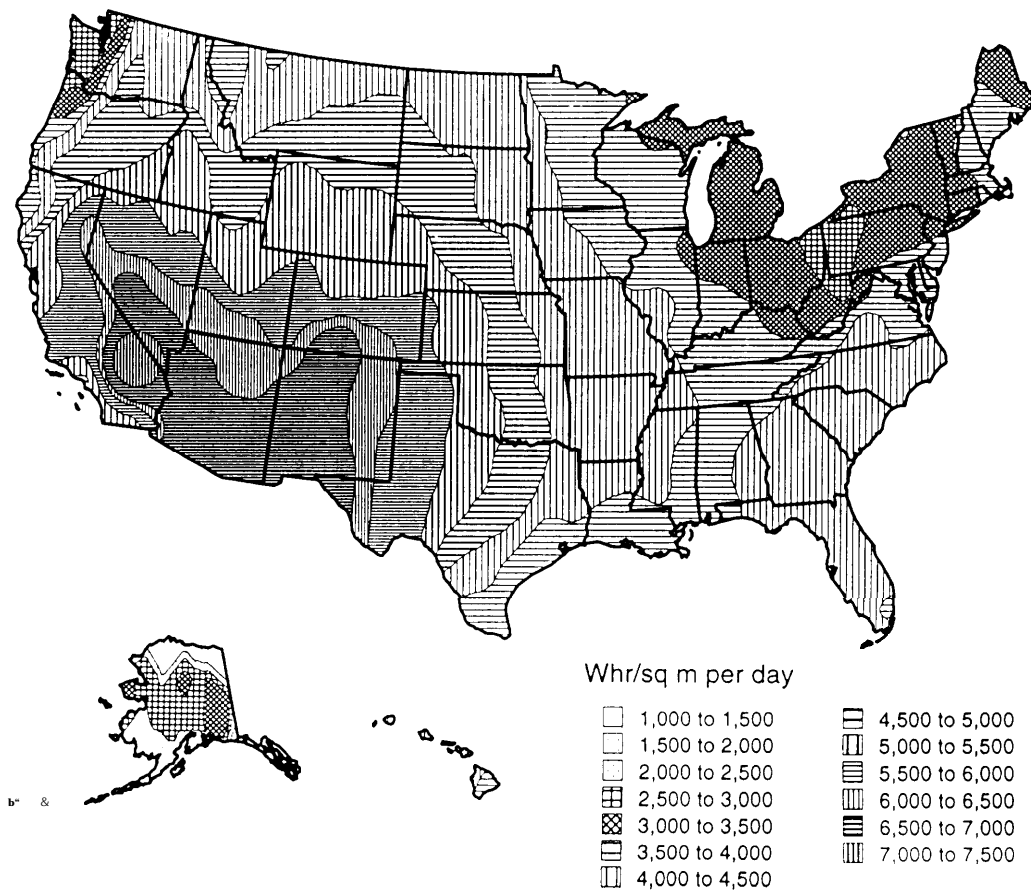 Whr/sq m per day
1,000 to 1,500
1,500 to 2,000
2,000 to 2,500
2,500 to 3,000
3,000 to 3,500
3,500 to 4,000
4,000 to 4,500
4,500 to 5,000
5,000 to 5,500
5,500 to 6,000
6,000 to 6,500
6,500 to 7,000
7,000 to 7,500
b“ &